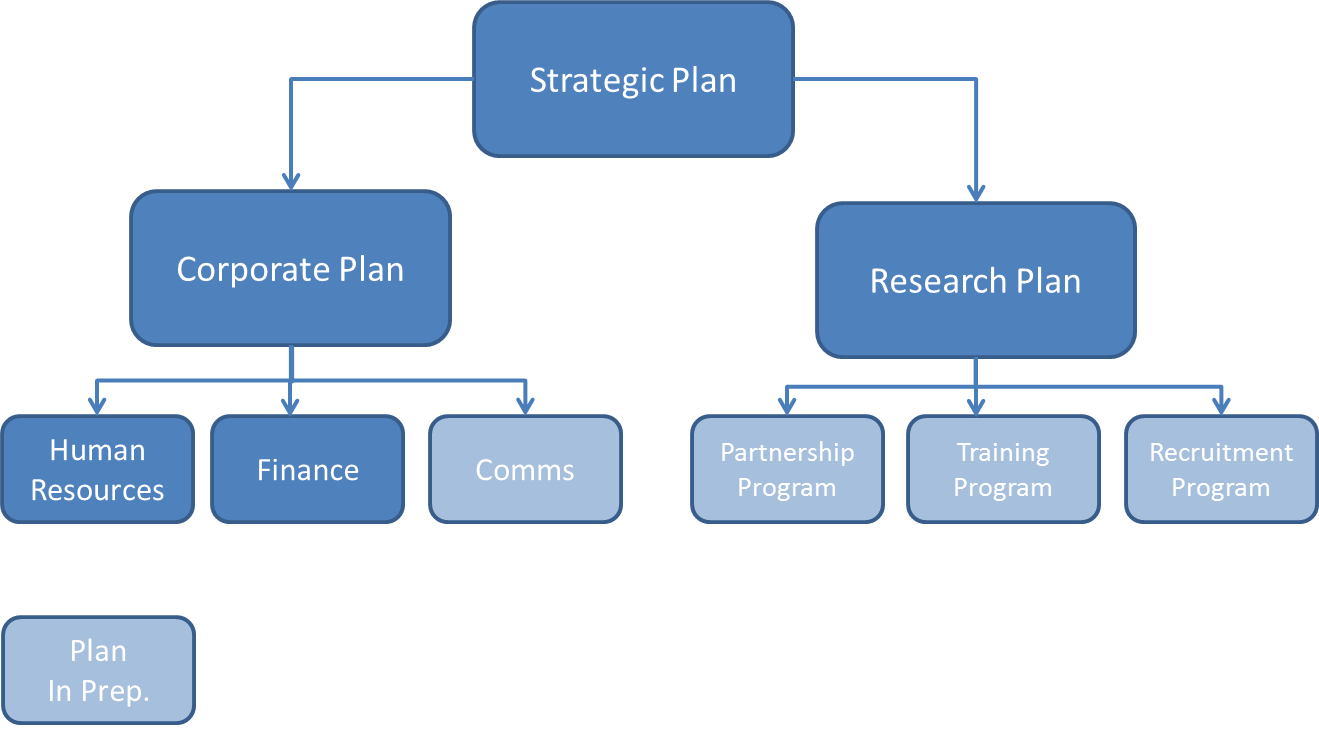 Strategic Plan
Corporate Plan
Research Plan
Human
Resources
Finance
Comms
Partnership
Program
Training
Program
Recruitment
Program
Plan
In Prep.